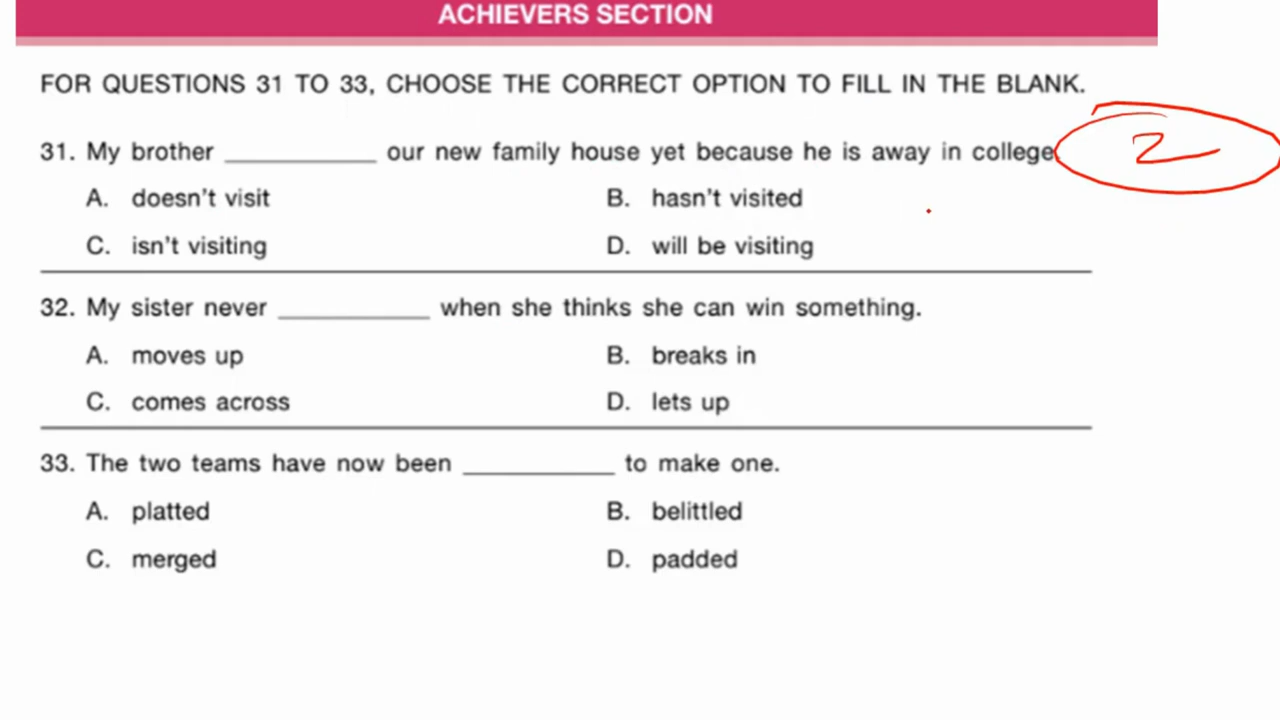 ACHIEVERS SECTION
FOR QUESTIONS 31 TO 33, CHOOSE THE CORRECT OPTION TO FILL IN THE BLANK.
31. My brother __________ our new family house yet because he is away in college
2
A. doesn't visit B. hasn't visited
C. isn't visiting D. will be visiting
32. My sister never __________ when she thinks she can win something.
A. moves up B. breaks in
C. comes across D. lets up
33. The two teams have now been __________ to make one.
A. platted B. belittled
C. merged D. padded